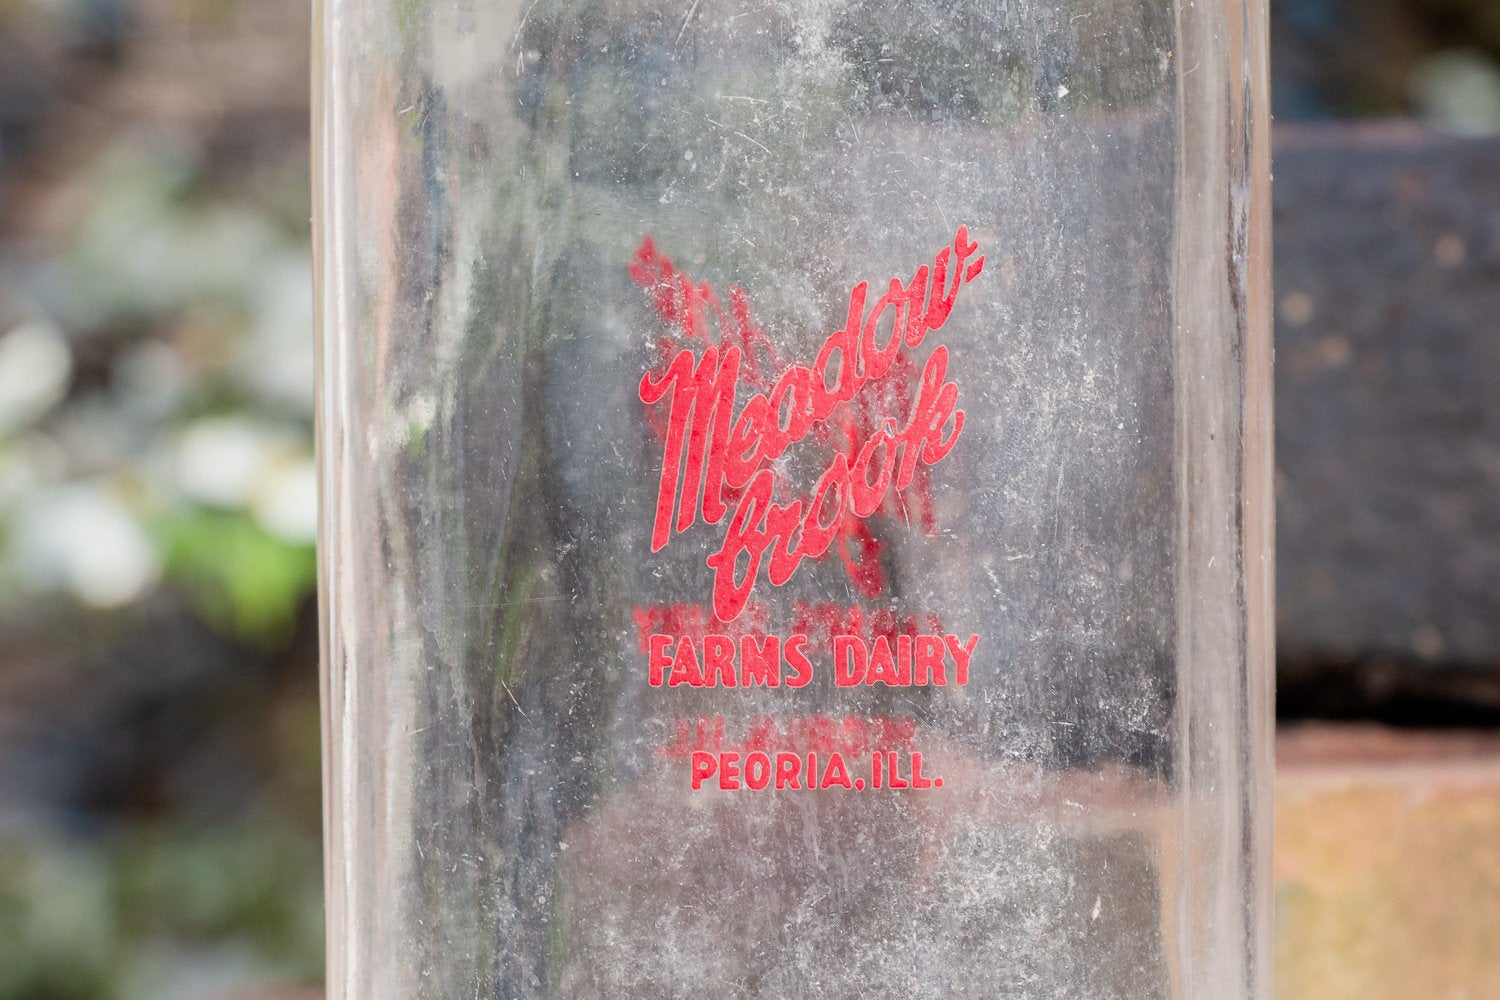 Meadow-
brook
FARMS DAIRY
PEORIA, ILL.